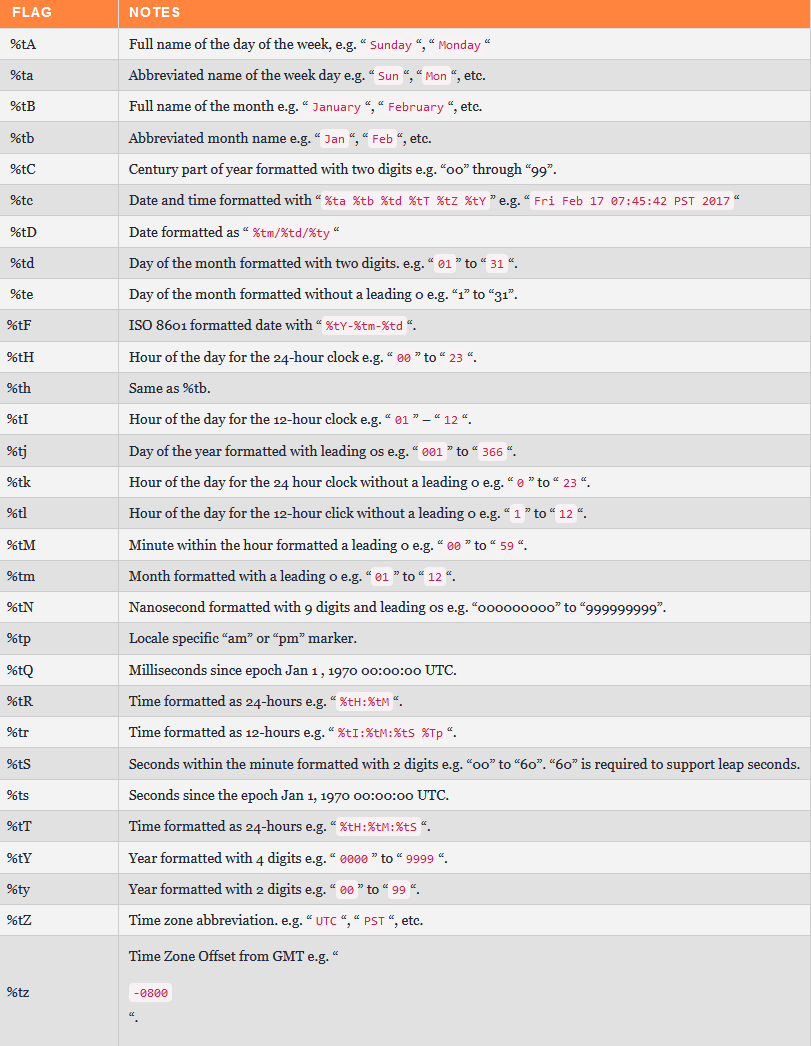 FLAG NOTES
%tA Full name of the day of the week, e.g. “ Sunday “, “ Monday “
%ta Abbreviated name of the week day e.g. “ Sun “, “ Mon “, etc.
%tB Full name of the month e.g. “ January “, “ February “, etc.
%tb Abbreviated month name e.g. “ Jan “, “ Feb “, etc.
%tC Century part of year formatted with two digits e.g. “00” through “99”.
%tc Date and time formatted with “ %ta %tb %td %tT %tZ %tY ” e.g. “ Fri Feb 17 07:45:42 PST 2017 “
%tD Date formatted as “ %tm/%td/%ty “
%td Day of the month formatted with two digits. e.g. “ 01 ” to “ 31 “.
%te Day of the month formatted without a leading 0 e.g. “1” to “31”.
%tF ISO 8601 formatted date with “ %tY-%tm-%td “.
%tH Hour of the day for the 24-hour clock e.g. “ 00 ” to “ 23 “.
%th Same as %tb.
%tI Hour of the day for the 12-hour clock e.g. “ 01 ” – “ 12 “.
%tj Day of the year formatted with leading 0s e.g. “ 001 ” to “ 366 “.
%tk Hour of the day for the 24 hour clock without a leading 0 e.g. “ 0 ” to “ 23 “.
%tl Hour of the day for the 12-hour click without a leading 0 e.g. “ 1 ” to “ 12 “.
%tM Minute within the hour formatted a leading 0 e.g. “ 00 ” to “ 59 “.
%tm Month formatted with a leading 0 e.g. “ 01 ” to “ 12 “.
%tN Nanosecond formatted with 9 digits and leading 0s e.g. “000000000” to “999999999”.
%tp Locale specific “am” or “pm” marker.
%tQ Milliseconds since epoch Jan 1 , 1970 00:00:00 UTC.
%tR Time formatted as 24-hours e.g. “ %tH:%tM “.
%tr Time formatted as 12-hours e.g. “ %tI:%tM:%tS %Tp “.
%tS Seconds within the minute formatted with 2 digits e.g. “00” to “60”. “60” is required to support leap seconds.
%ts Seconds since the epoch Jan 1, 1970 00:00:00 UTC.
%tT Time formatted as 24-hours e.g. “ %tH:%tM:%tS “.
%tY Year formatted with 4 digits e.g. “ 0000 ” to “ 9999 “.
%ty Year formatted with 2 digits e.g. “ 00 ” to “ 99 “.
%tZ Time zone abbreviation. e.g. “ UTC “, “ PST “, etc.
Time Zone Offset from GMT e.g. “
%tz -0800
“.